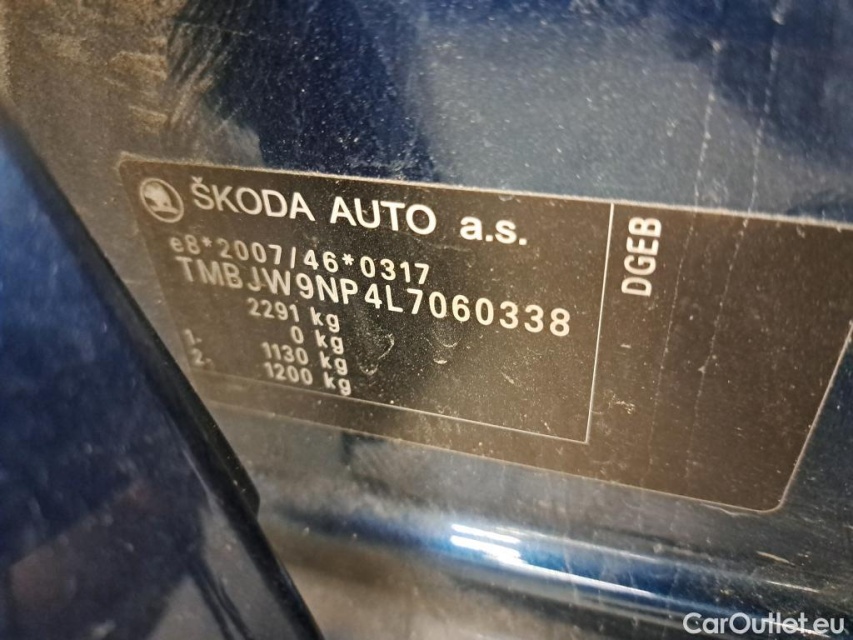 ŠKODA AUTO a.s.
e8*2007/46*0317
TMBJW9NP4L7060338
2291 kg
0 kg
1. 1130 kg
2. 1200 kg
DGEB
CarOutlet.eu